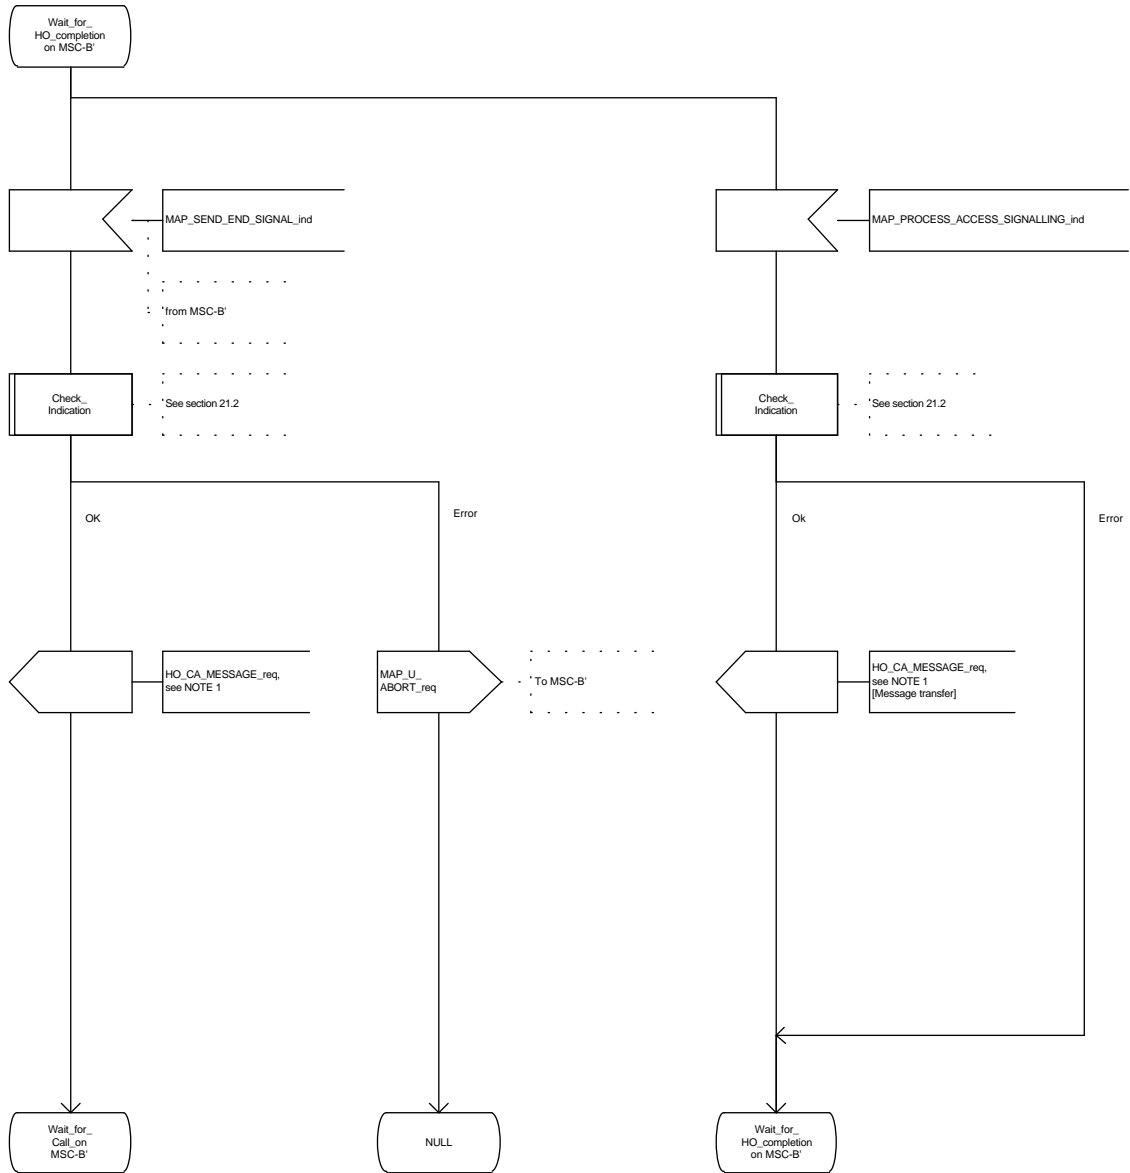 Wait_for_
HO_completion
on MSC-B'
MAP_SEND_END_SIGNAL_ind
MAP_PROCESS_ACCESS_SIGNALLING_ind
from MSC-B'
Check_
Indication
See section 21.2
Check_
Indication
See section 21.2
OK
Error
Ok
Error
HO_CA_MESSAGE_req,
see NOTE 1
MAP_U_
ABORT_req
To MSC-B'
HO_CA_MESSAGE_req,
see NOTE 1
[Message transfer]
Wait_for_
Call_on
MSC-B'
NULL
Wait_for_
HO_completion
on MSC-B'